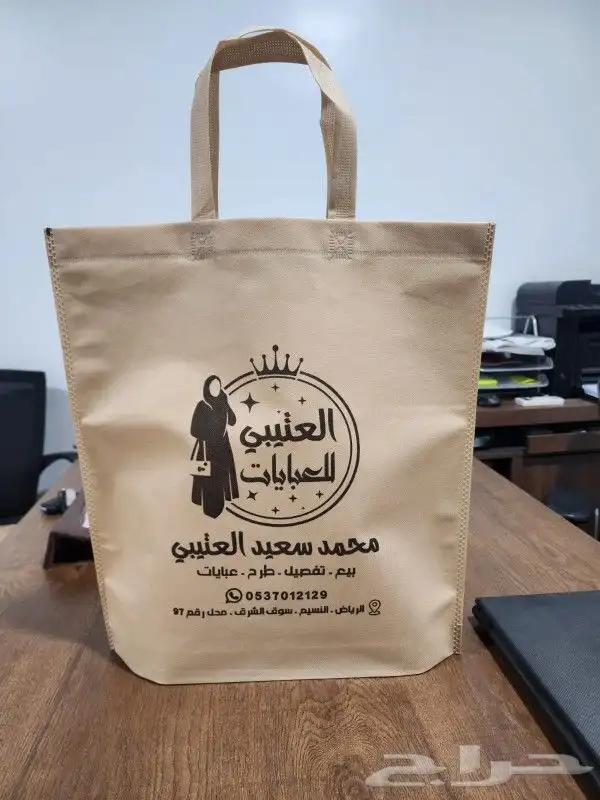 العتيبي
للعبايات
محمد سعيد العتيبي
بيع . تفصيل . طرح . عبايات
0537012129
الرياض . النسيم . سوق الشرق . محل رقم 97
حراج